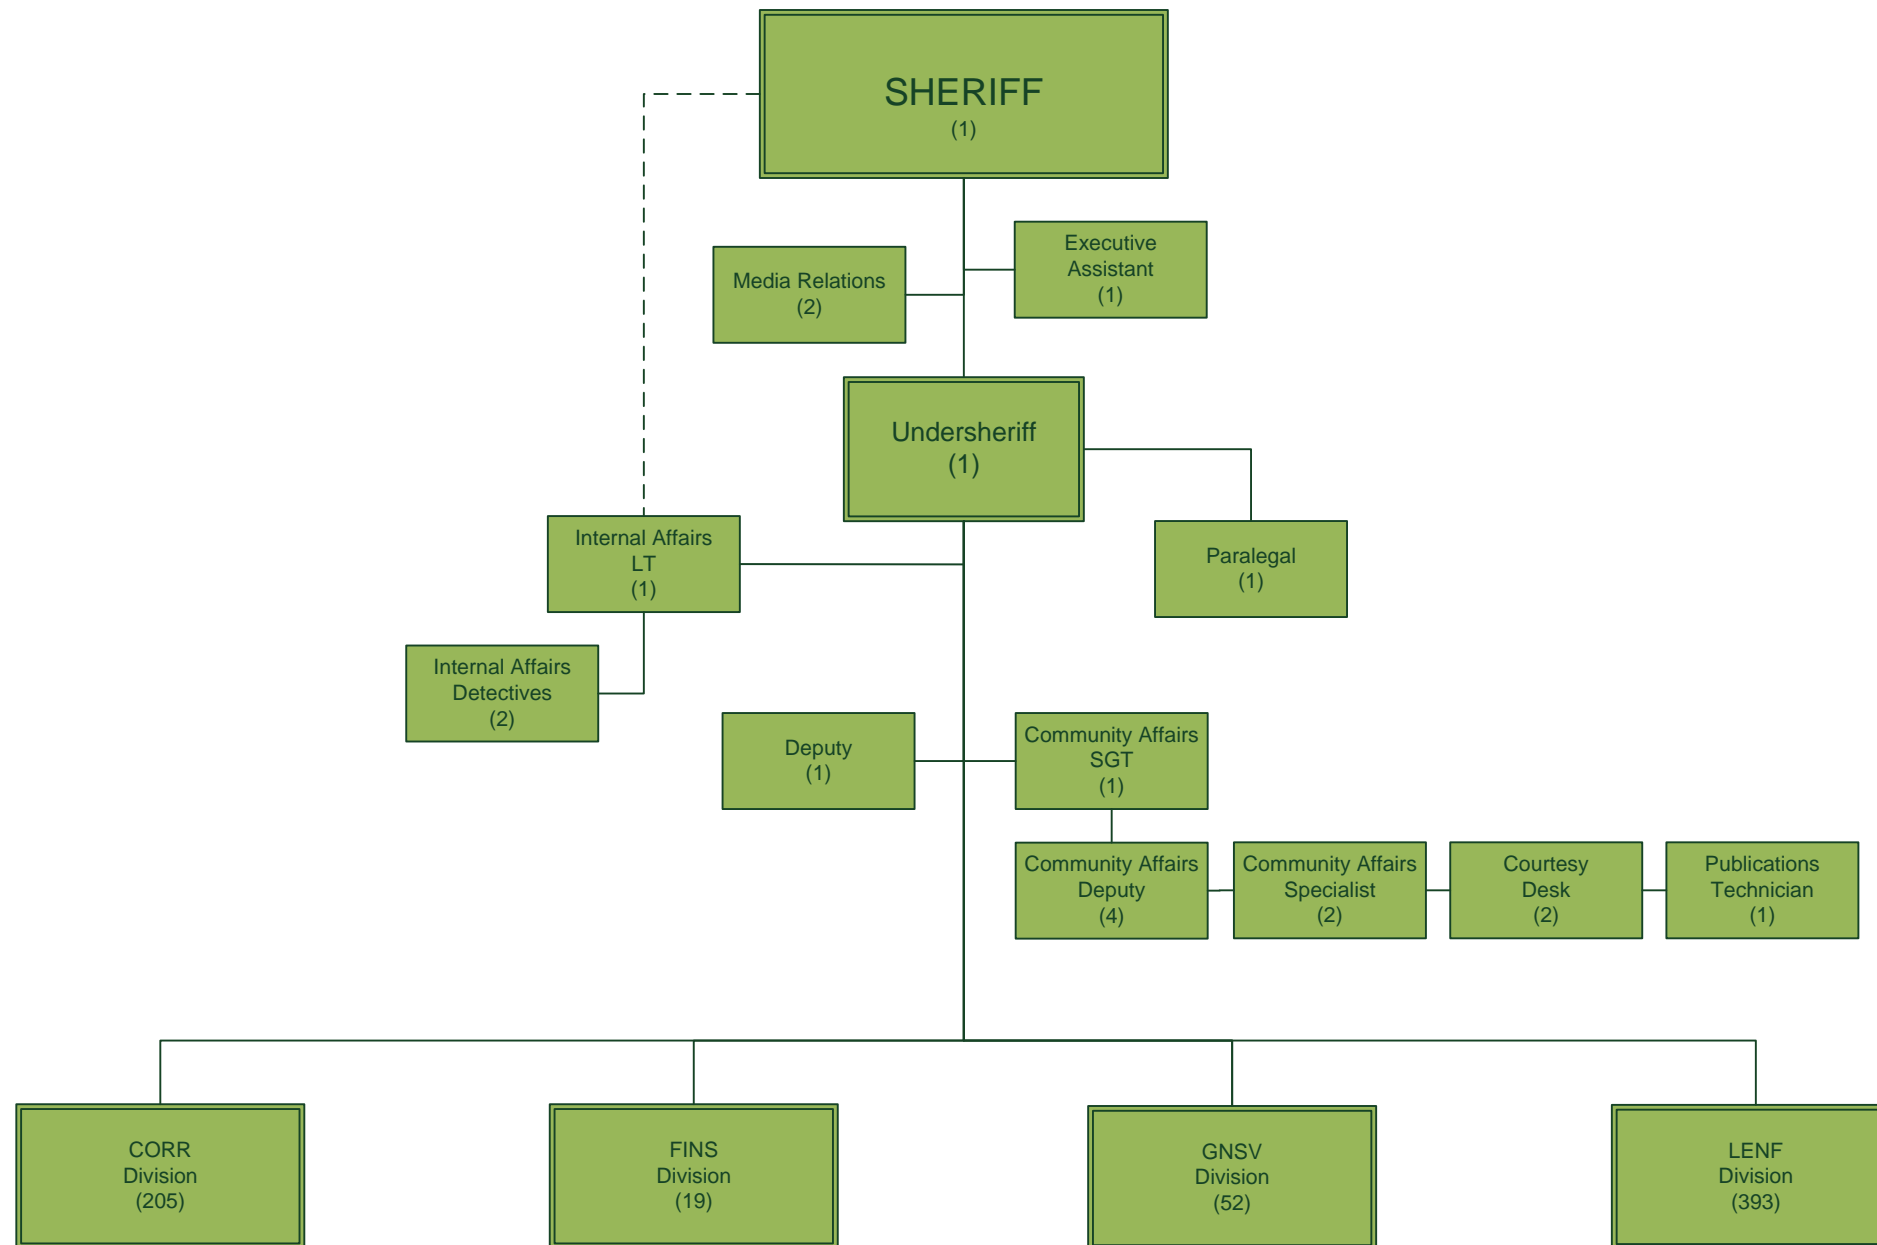 SHERIFF
(1)
Executive
Assistant
(1)
Media Relations
(2)
Undersheriff
(1)
Internal Affairs
LT
(1)
Paralegal
(1)
Internal Affairs
Detectives
(2)
Deputy
(1)
Community Affairs
SGT
(1)
Community Affairs
Deputy
(4)
Community Affairs
Specialist
(2)
Courtesy
Desk
(2)
Publications
Technician
(1)
CORR
Division
(205)
FINS
Division
(19)
GNSV
Division
(52)
LENF
Division
(393)